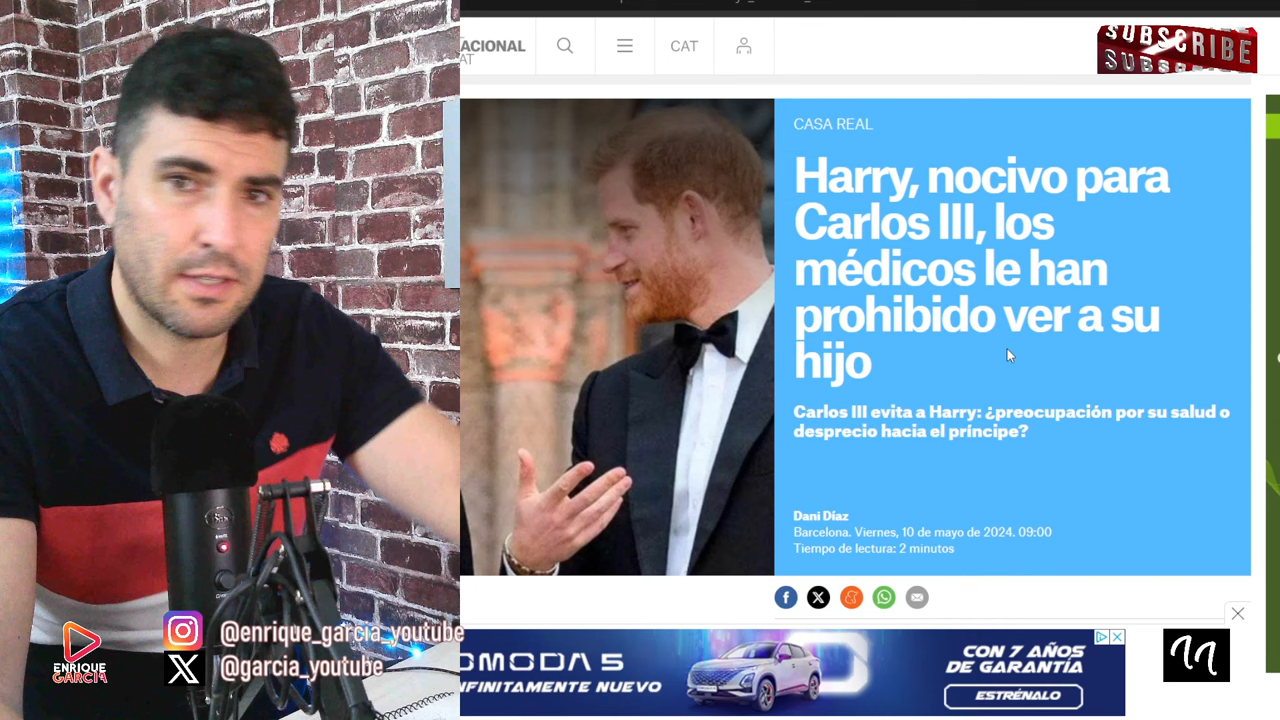 ACIONAL
AT
CAT
SUBSCRIBE
CASA REAL
Harry, nocivo para
Carlos III, los
médicos le han
prohibido ver a su
hijo
Carlos III evita a Harry: ¿preocupación por su salud o
desprecio hacia el príncipe?
Dani Díaz
Barcelona. Viernes, 10 de mayo de 2024. 09:00
Tiempo de lectura: 2 minutos
ENRIQUE
GARCIA
@enrique_garcia_youtube
@garcia_youtube
OMODA 5
NFINITAMENTE NUEVO
CON 7 AÑOS
DE GARANTÍA
ESTRÉNALO